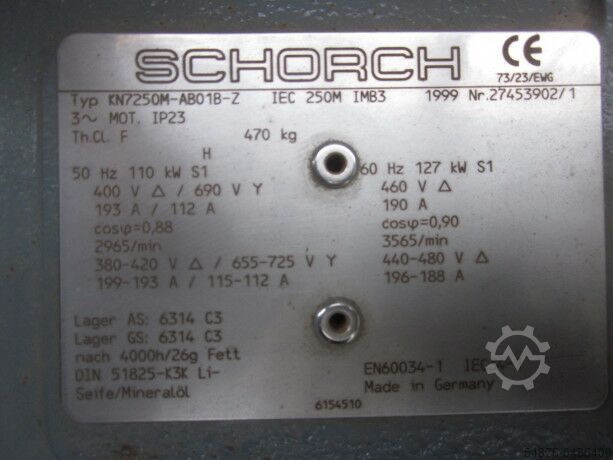 SCHORCH CE
73/23/EWG
Typ KN7250M-AB01B-Z IEC 250M IMB3 1999 Nr.27453902/1
3~ MOT. IP23
Th.Cl. F 470 kg
H
50 Hz 110 kW S1
400 V Δ / 690 V Y
193 A / 112 A
cosφ=0,88
2965/min
380-420 V Δ / 655-725 V Y
199-193 A / 115-112 A
60 Hz 127 kW S1
460 V Δ
190 A
cosφ=0,90
3565/min
440-480 V Δ
196-188 A
Lager AS: 6314 C3
Lager GS: 6314 C3
nach 4000h/26g Fett
DIN 51825-K3K Li-
Seife/Mineralöl
EN60034-1
Made in Germany
6154510